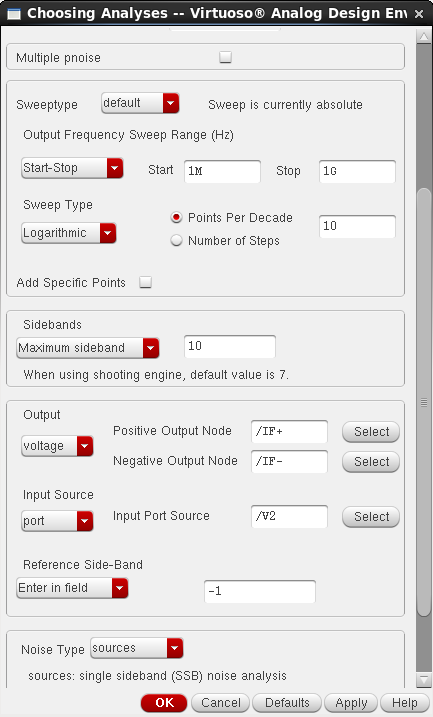 Choosing Analyses -- Virtuoso® Analog Design Env
Multiple pnoise
Sweeptype default Sweep is currently absolute
Output Frequency Sweep Range (Hz)
Start-Stop Start 1M Stop 1G
Sweep Type
Logarithmic
Points Per Decade 10
Number of Steps
Add Specific Points
Sidebands
Maximum sideband 10
When using shooting engine, default value is 7.
Output
voltage
Positive Output Node /IF+ Select
Negative Output Node /IF- Select
Input Source
port Input Port Source /V2 Select
Reference Side-Band
Enter in field -1
Noise Type sources
sources: single sideband (SSB) noise analysis
OK Cancel Defaults Apply Help